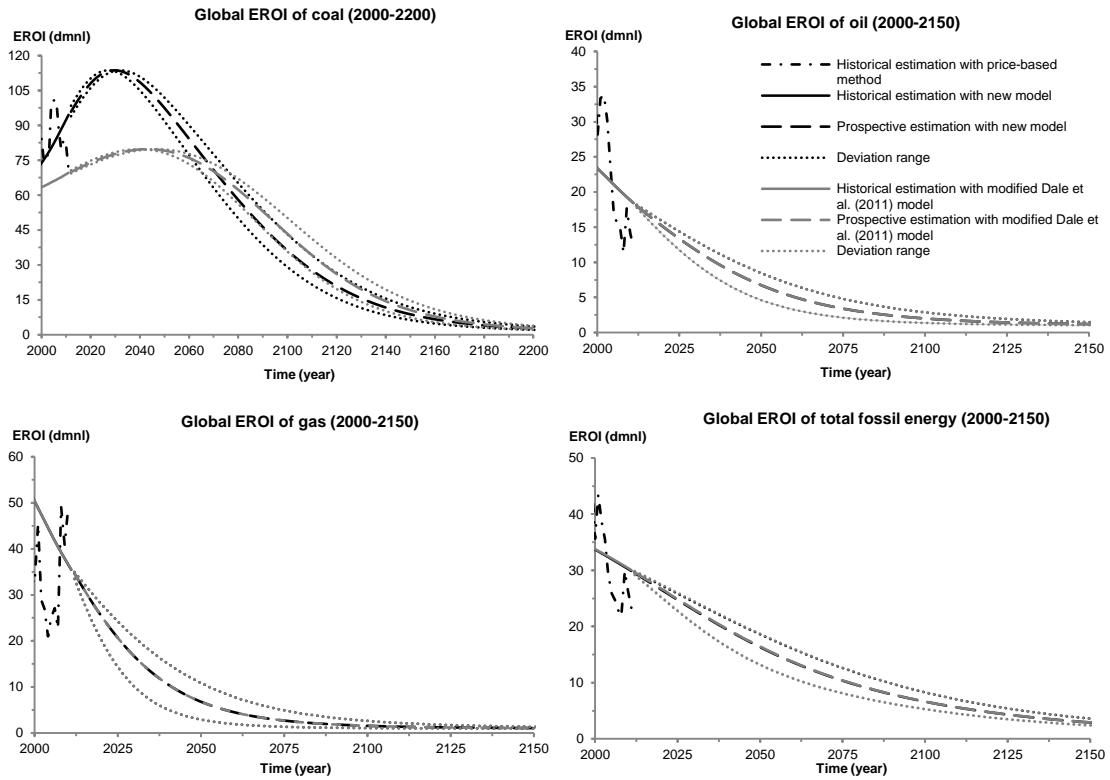 Global EROI of coal (2000-2200)
EROI (dmnl)
120
105
90
75
60
45
30
15
0
2000 2020 2040 2060 2080 2100 2120 2140 2160 2180 2200
Time (year)
Global EROI of oil (2000-2150)
EROI (dmnl)
40
35
30
25
20
15
10
5
0
2000 2025 2050 2075 2100 2125 2150
Time (year)
Historical estimation with price-based
method
Historical estimation with new model
Prospective estimation with new model
Deviation range
Historical estimation with modified Dale
et al. (2011) model
Prospective estimation with modified Dale et
al. (2011) model
Deviation range
Global EROI of gas (2000-2150)
EROI (dmnl)
60
50
40
30
20
10
0
2000 2025 2050 2075 2100 2125 2150
Time (year)
Global EROI of total fossil energy (2000-2150)
EROI (dmnl)
50
40
30
20
10
0
2000 2025 2050 2075 2100 2125 2150
Time (year)